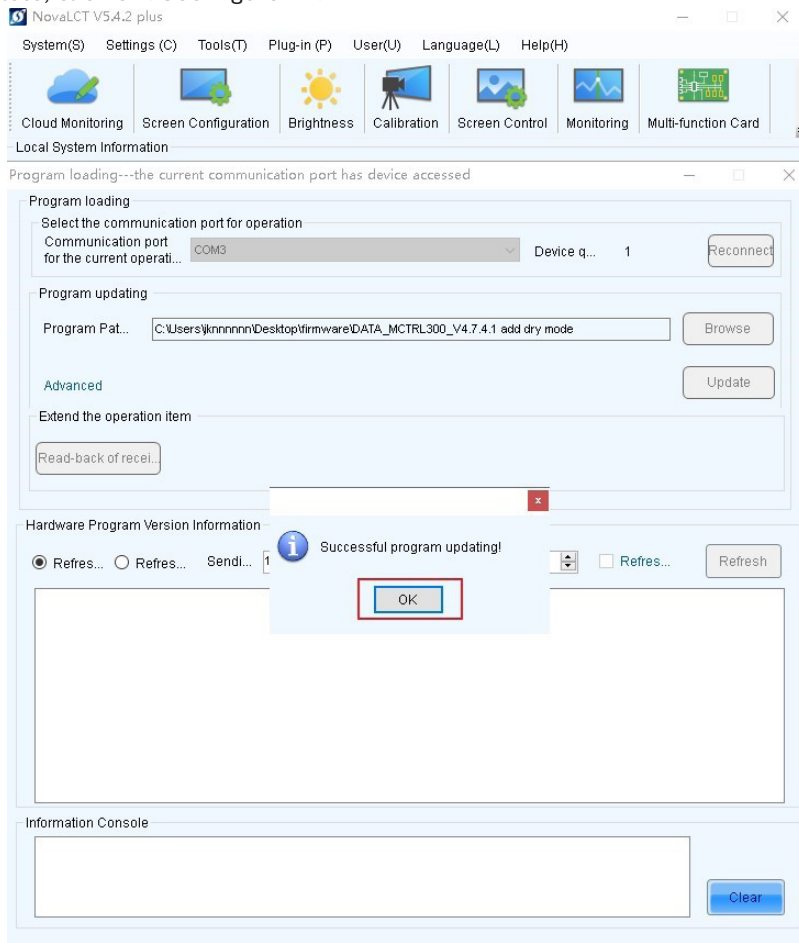 NovaLCT V5.4.2 plus
System(S) Settings (C) Tools(T) Plug-in (P) User(U) Language(L) Help(H)
Cloud Monitoring Screen Configuration Brightness Calibration Screen Control Monitoring Multi-function Card
Local System Information
Program loading---the current communication port has device accessed
Program loading
Select the communication port for operation
Communication port
for the current operati... COM3 Device q... 1 Reconnect
Program updating
Program Pat... C:\Users\jknnnnnn\Desktop\firmware\DATA_MCTRL300_V4.7.4.1 add dry mode Browse
Advanced Update
Extend the operation item
Read-back of recei...
Hardware Program Version Information
Successful program updating!
Refres... Refres... Sendi... 1 Refres... Refresh
OK
Information Console
Clear